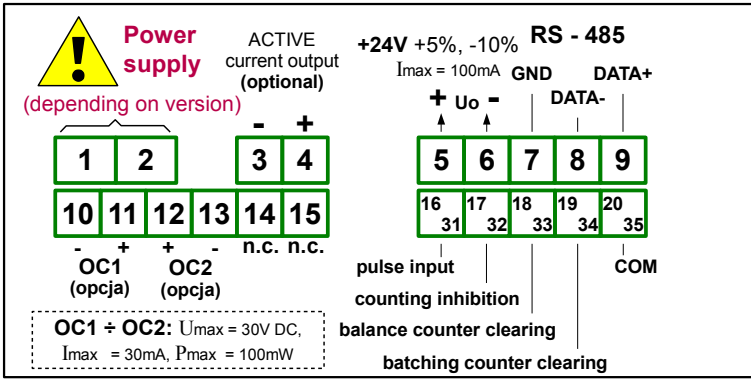 Power
supply
(depending on version)
ACTIVE
current output
(optional)
- +
+24V +5%, -10%
Imax = 100mA
+ Uo -
RS - 485
GND DATA+
DATA-
1 2 3 4 5 6 7 8 9
10 11 12 13 14 15
16 31 17 32 18 33 19 34 20 35
- + + - n.c. n.c.
OC1 OC2
(opcja) (opcja)
pulse input
COM
counting inhibition
balance counter clearing
batching counter clearing
OC1 ÷ OC2: Umax = 30V DC,
Imax = 30mA, Pmax = 100mW